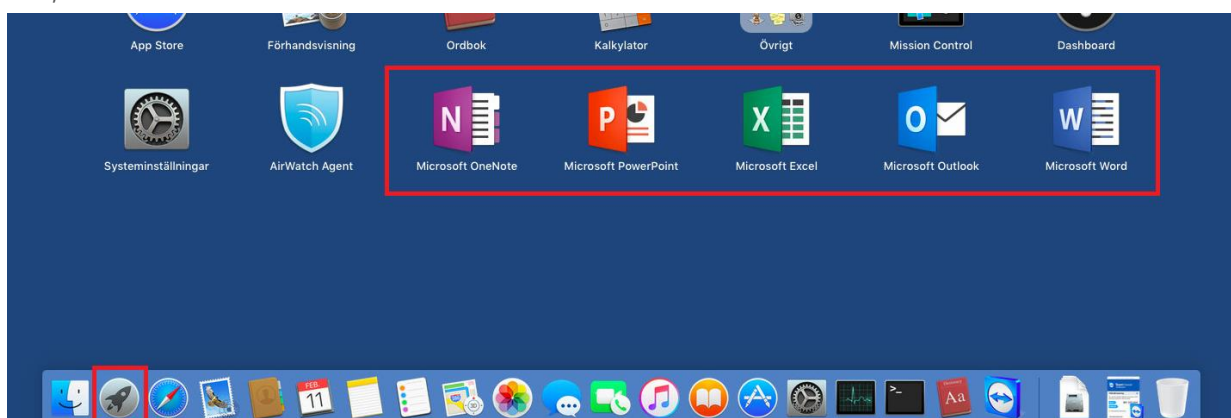 App Store Förhandsvisning Ordbok Kalkylator Övrigt Mission Control Dashboard
N P X O W
Systeminställningar AirWatch Agent Microsoft OneNote Microsoft PowerPoint Microsoft Excel Microsoft Outlook Microsoft Word
FEB.
11
Aa